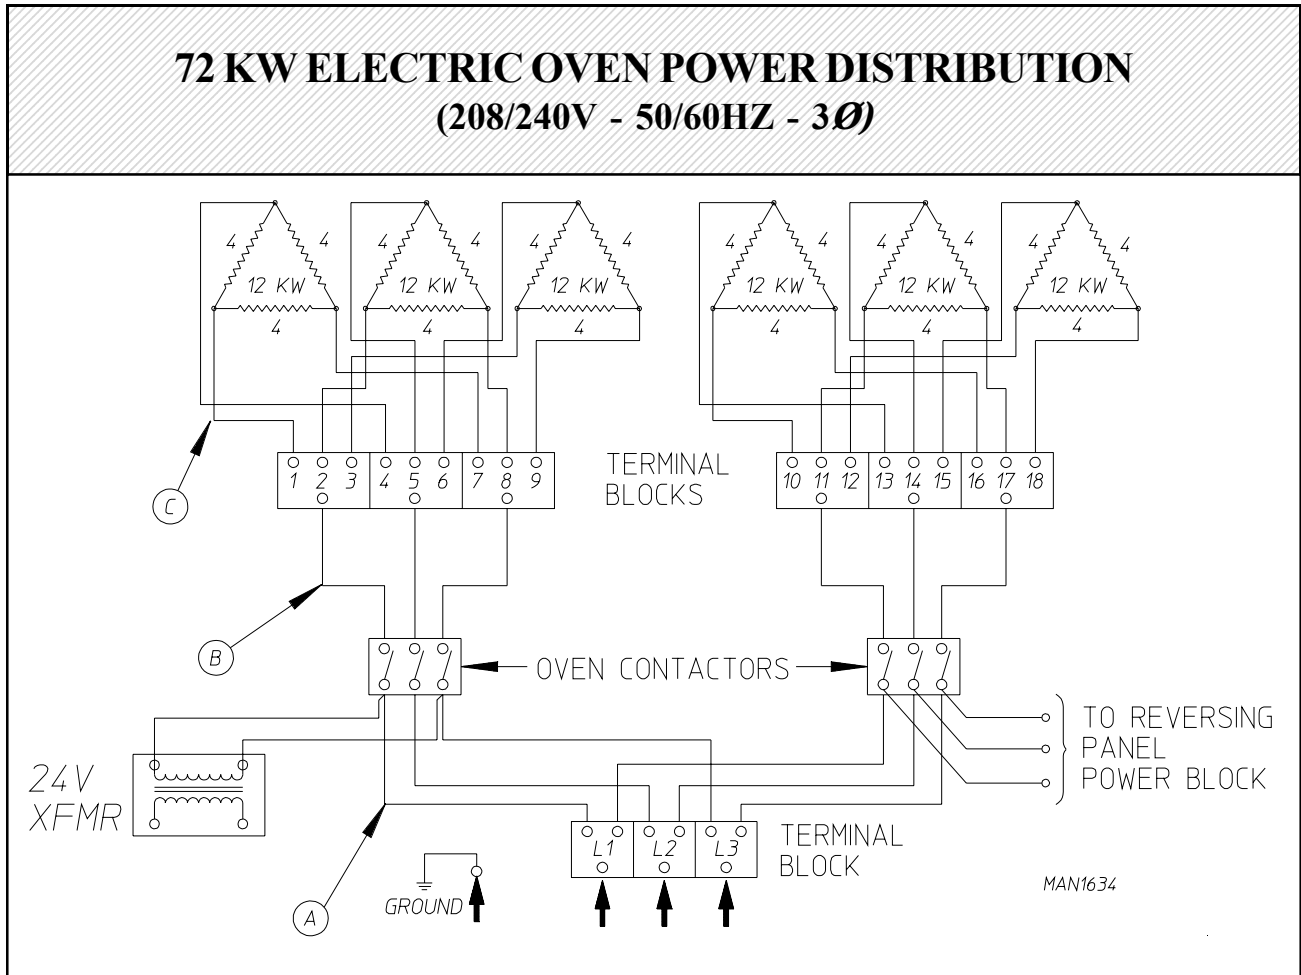 72 KW ELECTRIC OVEN POWER DISTRIBUTION
(208/240V - 50/60HZ - 3Ø)
4 4 4 4 4 4 4 4 4 4 4 4
12 KW 12 KW 12 KW 12 KW 12 KW 12 KW
4 4 4 4 4 4
C
1 2 3 4 5 6 7 8 9
TERMINAL
BLOCKS
10 11 12 13 14 15 16 17 18
B
OVEN CONTACTORS
24V
XFMR
TO REVERSING
PANEL
POWER BLOCK
L1 L2 L3
TERMINAL
BLOCK
A
GROUND
MAN1634